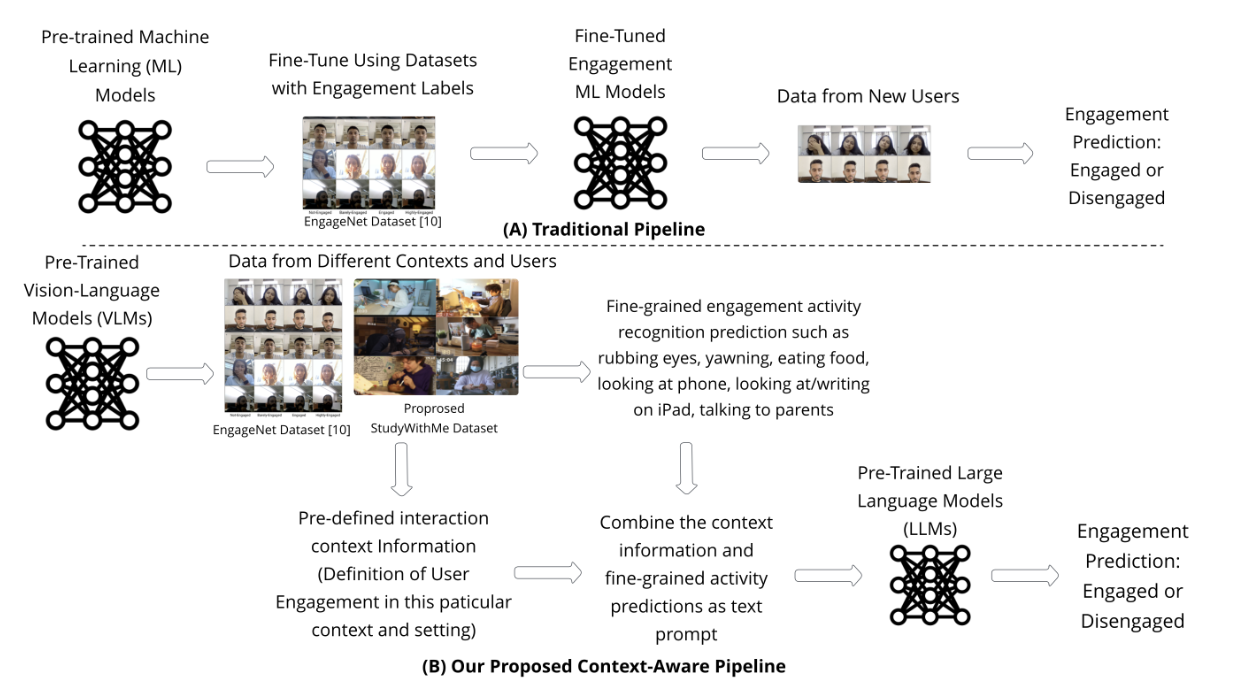 Pre-trained Machine
Learning (ML)
Models
Fine-Tune Using Datasets
with Engagement Labels
Not-Engaged Barely-Engaged Engaged Highly-Engaged
EngageNet Dataset [10]
Fine-Tuned
Engagement
ML Models
Data from New Users
Engagement
Prediction:
Engaged or
Disengaged
(A) Traditional Pipeline
Pre-Trained
Vision-Language
Models (VLMs)
Data from Different Contexts and Users
Not-Engaged Barely-Engaged Engaged Highly-Engaged
EngageNet Dataset [10]
Proprosed
StudyWithMe Dataset
Fine-grained engagement activity
recognition prediction such as
rubbing eyes, yawning, eating food,
looking at phone, looking at/writing
on iPad, talking to parents
Pre-defined interaction
context Information
(Definition of User
Engagement in this paticular
context and setting)
Combine the context
information and
fine-grained activity
predictions as text
prompt
Pre-Trained Large
Language Models
(LLMs)
Engagement
Prediction:
Engaged or
Disengaged
(B) Our Proposed Context-Aware Pipeline